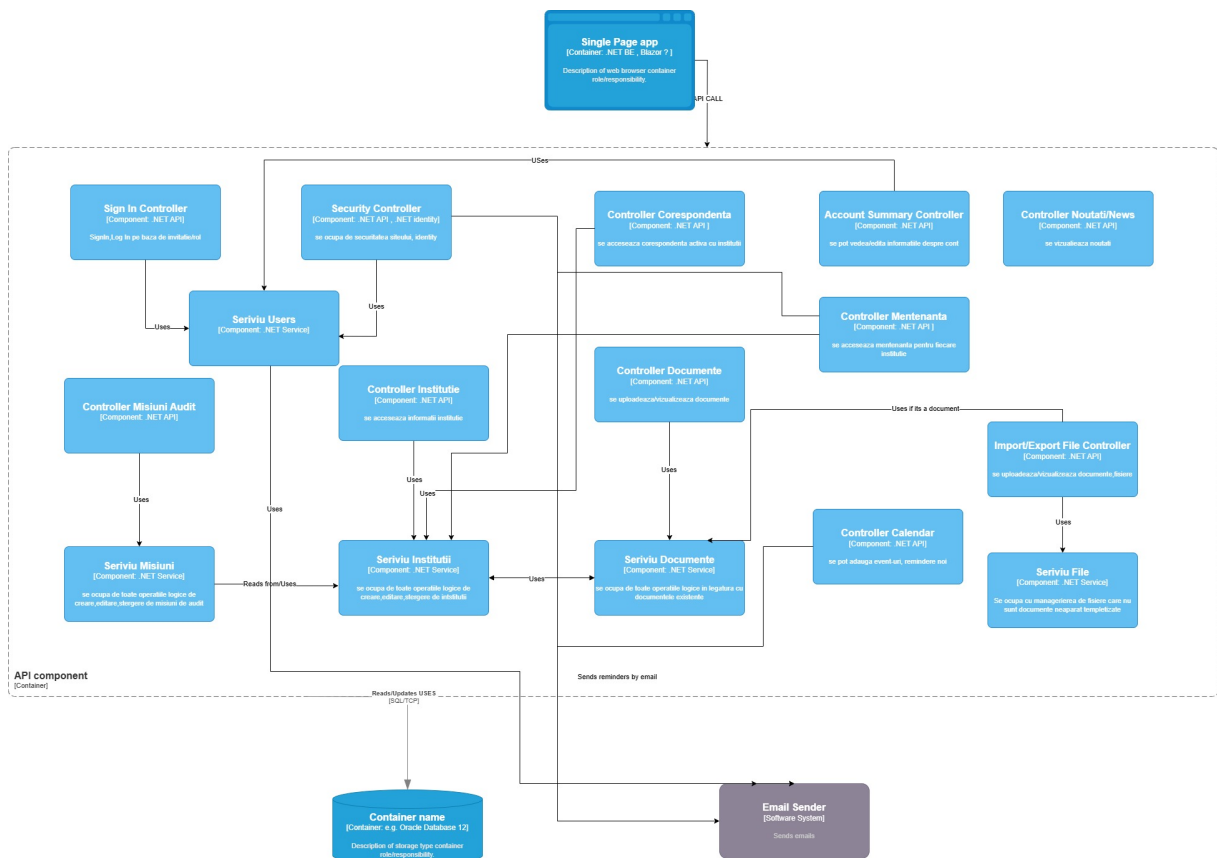 Single Page app
[Container: .NET BE , Blazor ? ]
Description of web browser container
role/responsibility.
API CALL
USes
Sign In Controller
[Component: .NET API]
SignIn,Log In pe baza de invitatie/rol
Security Controller
[Component: .NET API , .NET identity]
se ocupa de securitatea siteului, identity
Controller Corespondenta
[Component: .NET API ]
se acceseaza corespondenta activa cu institutii
Account Summary Controller
[Component: .NET API]
se pot vedea/edita informatiile despre cont
Controller Noutati/News
[Component: .NET API]
se vizualieaza noutati
Uses
Uses
Seriviu Users
[Component: .NET Service]
Controller Mentenanta
[Component: .NET API ]
se acceseaza mentenanta pentru fiecare
institutie
Controller Misiuni Audit
[Component: .NET API]
Controller Institutie
[Component: .NET API]
se acceseaza informatii institutie
Controller Documente
[Component: .NET API]
se uploadeaza/vizualizeaza documente
Uses if its a document
Import/Export File Controller
[Component: .NET API]
se uploadeaza/vizualizeaza documente,fisiere
Uses
Uses
Uses
Uses
Uses
Uses
Controller Calendar
[Component: .NET API]
se pot adauga event-uri, remindere noi
Seriviu Misiuni
[Component: .NET Service]
se ocupa de toate operatiile logice de
creare,editare,stergere de misiuni de audit
Reads from/Uses
Seriviu Institutii
[Component: .NET Service]
se ocupa de toate operatiile logice de
creare,editare,stergere de intstitutii
Uses
Seriviu Documente
[Component: .NET Service]
se ocupa de toate operatiile logice in legatura cu
documentele existente
Seriviu File
[Component: .NET Service]
Se ocupa cu managerierea de fisiere care nu
sunt documente neaparat templetizate
API component
[Container]
Sends reminders by email
Reads/Updates USES
[SQL/TCP]
Container name
[Container: e.g. Oracle Database 12]
Description of storage type container
role/responsibility.
Email Sender
[Software System]
Sends emails